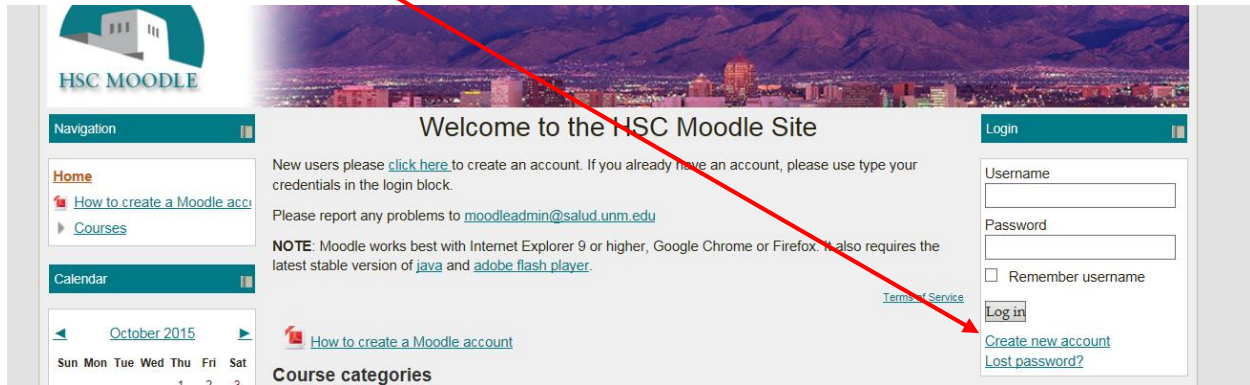 HSC MOODLE
Navigation
Home
How to create a Moodle acco
Courses
Calendar
October 2015
Sun Mon Tue Wed Thu Fri Sat
1 2 3
Welcome to the HSC Moodle Site
New users please click here to create an account. If you already have an account, please use type your
credentials in the login block.
Please report any problems to moodleadmin@salud.unm.edu
NOTE: Moodle works best with Internet Explorer 9 or higher, Google Chrome or Firefox. It also requires the
latest stable version of java and adobe flash player.
Terms of Service
How to create a Moodle account
Course categories
Login
Username
Password
Remember username
Log in
Create new account
Lost password?